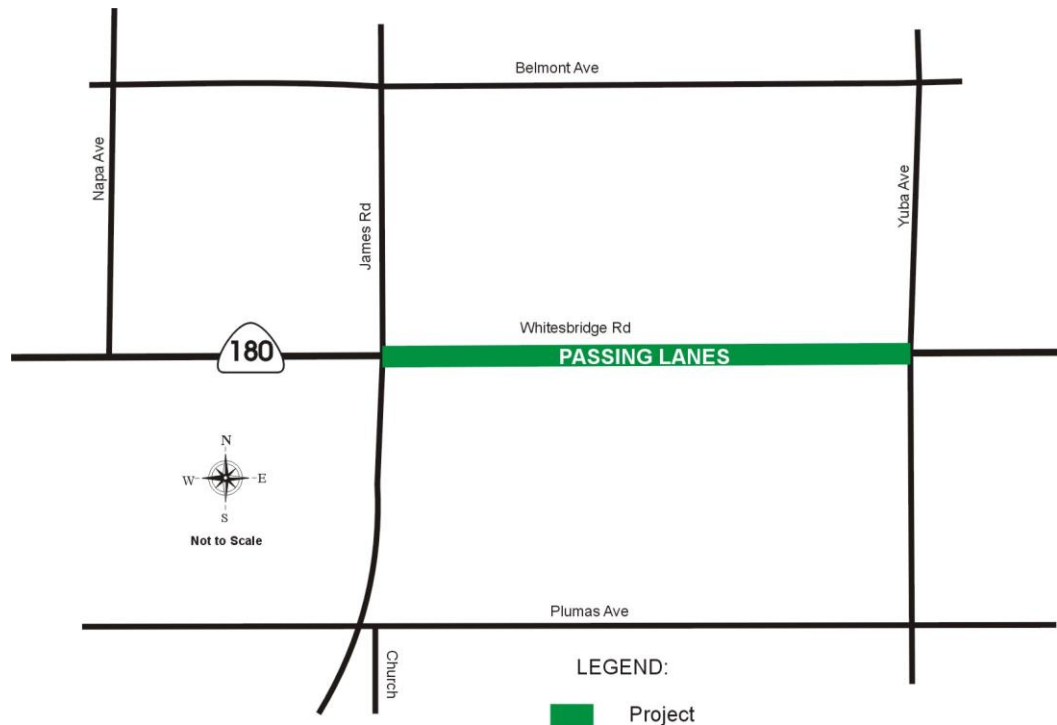 Belmont Ave
Napa Ave
James Rd
Yuba Ave
Whitesbridge Rd
180
PASSING LANES
N
W
E
S
Not to Scale
Plumas Ave
Church
LEGEND:
Project